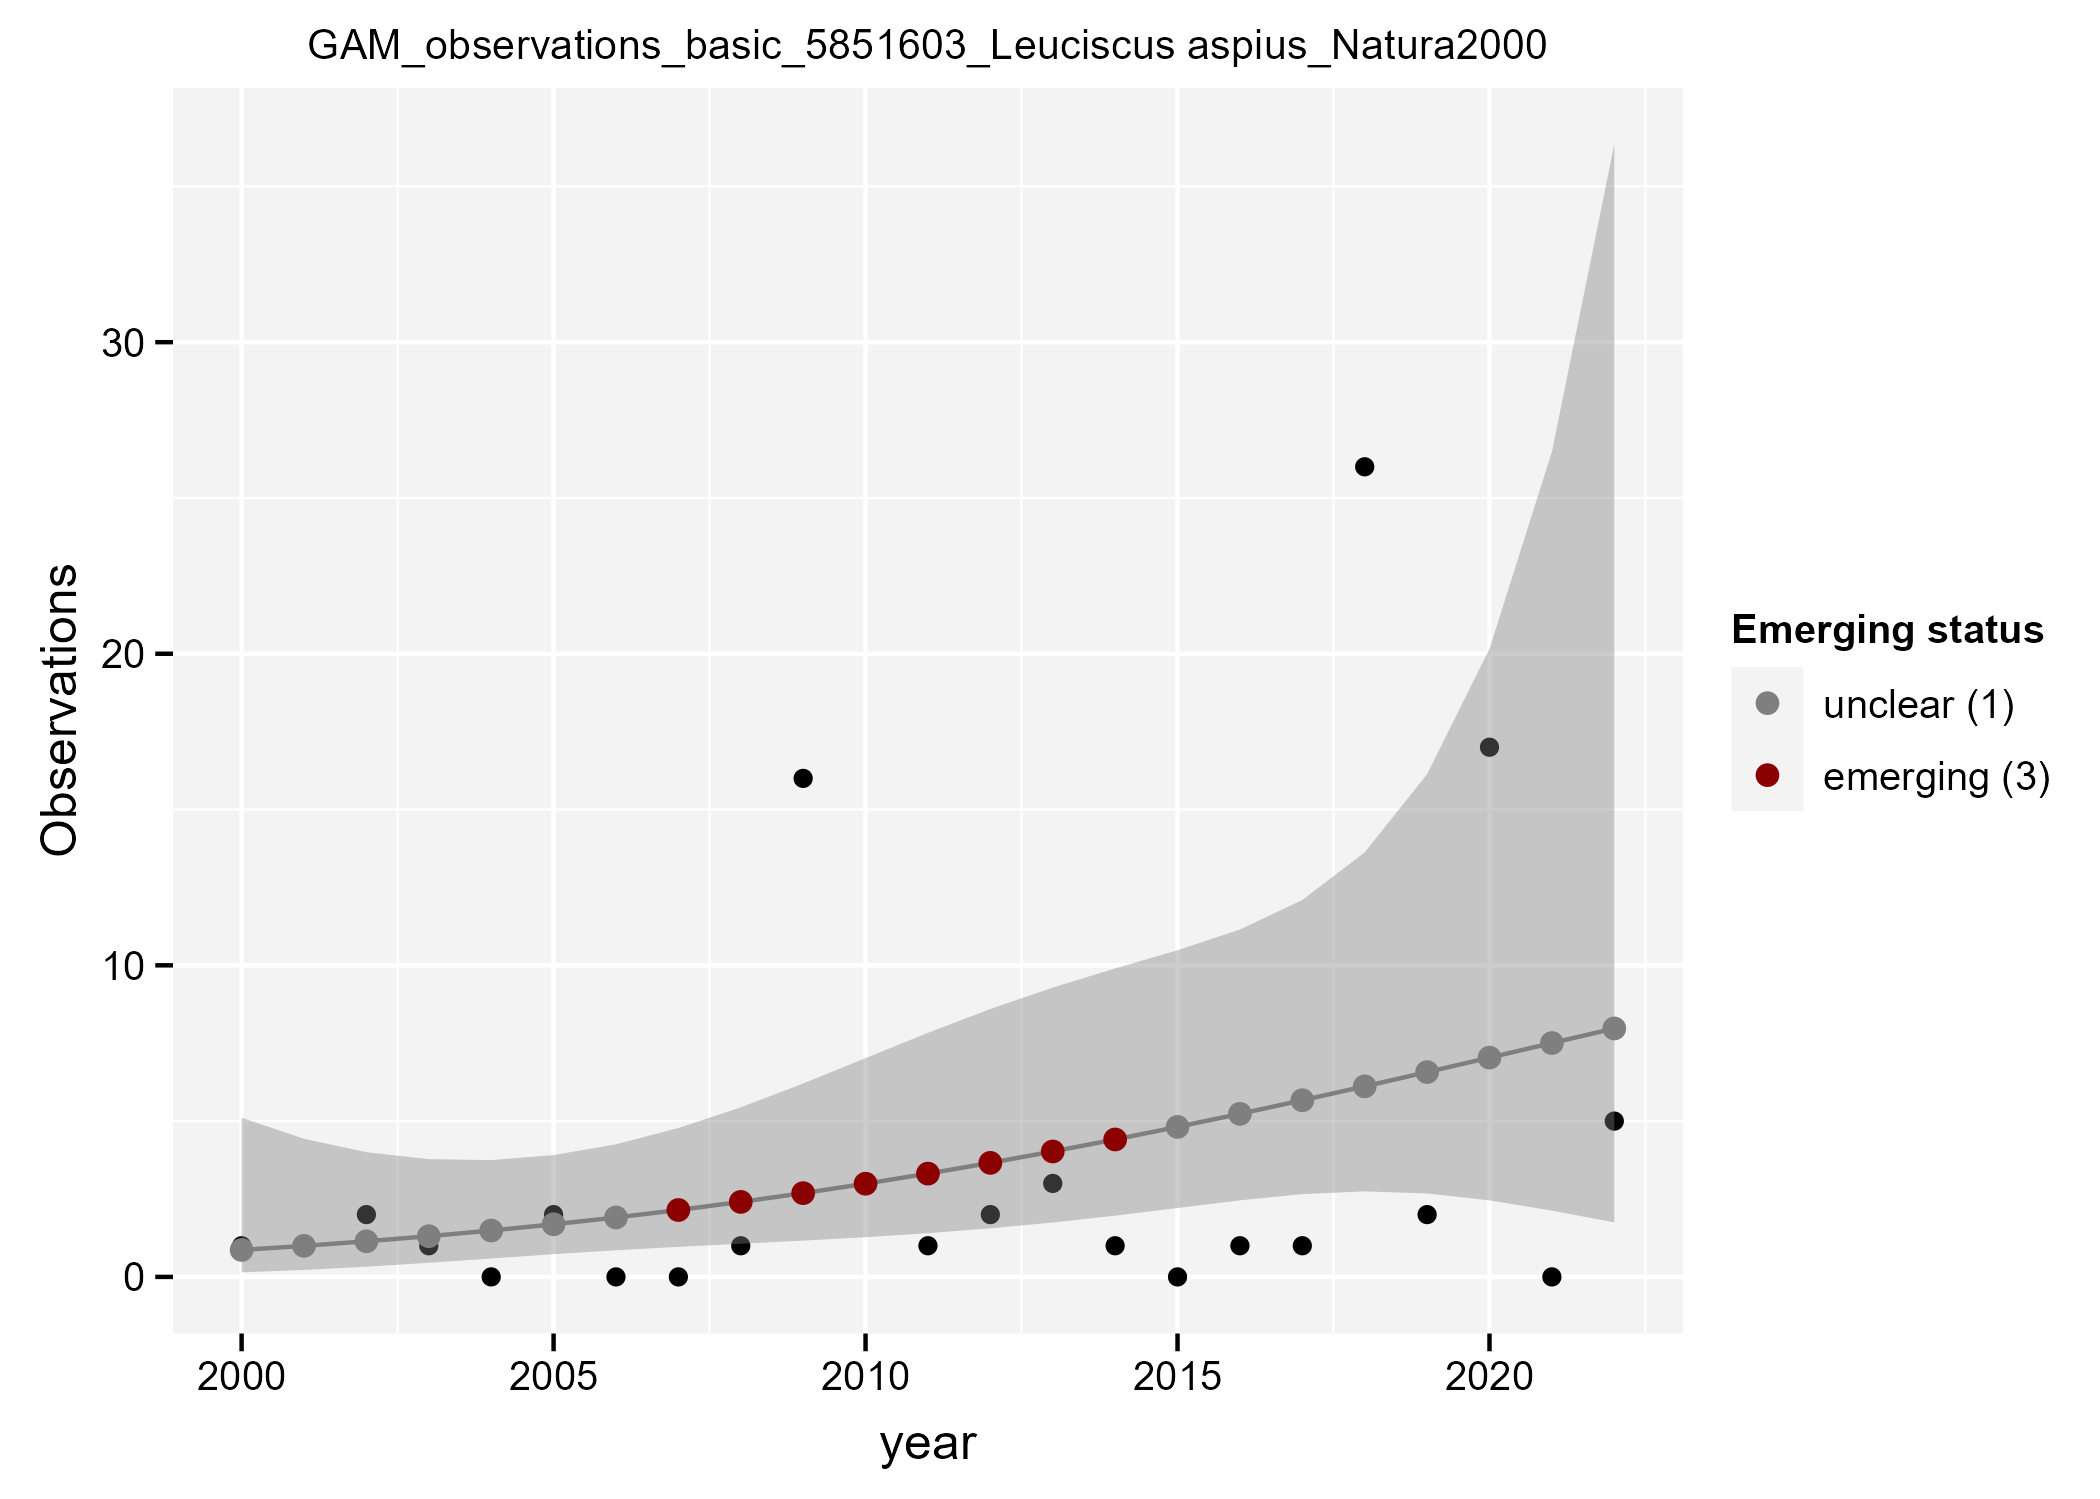 GAM_observations_basic_5851603_Leuciscus aspius_Natura2000
Observations
30
20
10
0
2000 2005 2010 2015 2020
year
Emerging status
unclear (1)
emerging (3)